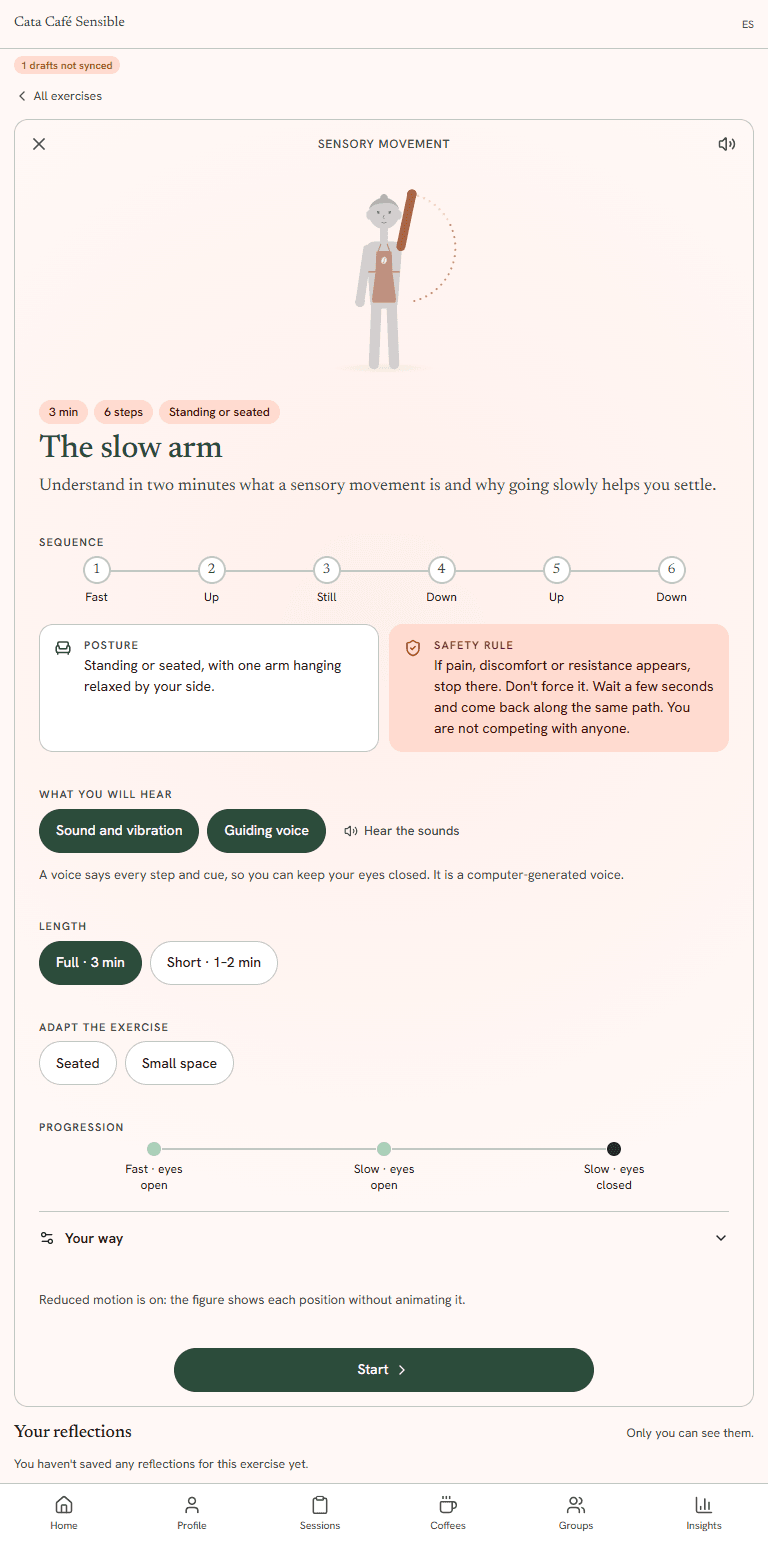 Cata Café Sensible
ES
1 drafts not synced
All exercises
SENSORY MOVEMENT
3 min
6 steps
Standing or seated
The slow arm
Understand in two minutes what a sensory movement is and why going slowly helps you settle.
SEQUENCE
1
2
3
4
5
6
Fast
Up
Still
Down
Up
Down
POSTURE
Standing or seated, with one arm hanging
relaxed by your side.
SAFETY RULE
If pain, discomfort or resistance appears,
stop there. Don't force it. Wait a few seconds
and come back along the same path. You
are not competing with anyone.
WHAT YOU WILL HEAR
Sound and vibration
Guiding voice
Hear the sounds
A voice says every step and cue, so you can keep your eyes closed. It is a computer-generated voice.
LENGTH
Full · 3 min
Short · 1–2 min
ADAPT THE EXERCISE
Seated
Small space
PROGRESSION
Fast · eyes
open
Slow · eyes
open
Slow · eyes
closed
Your way
Reduced motion is on: the figure shows each position without animating it.
Start
Your reflections
Only you can see them.
You haven't saved any reflections for this exercise yet.
Home
Profile
Sessions
Coffees
Groups
Insights